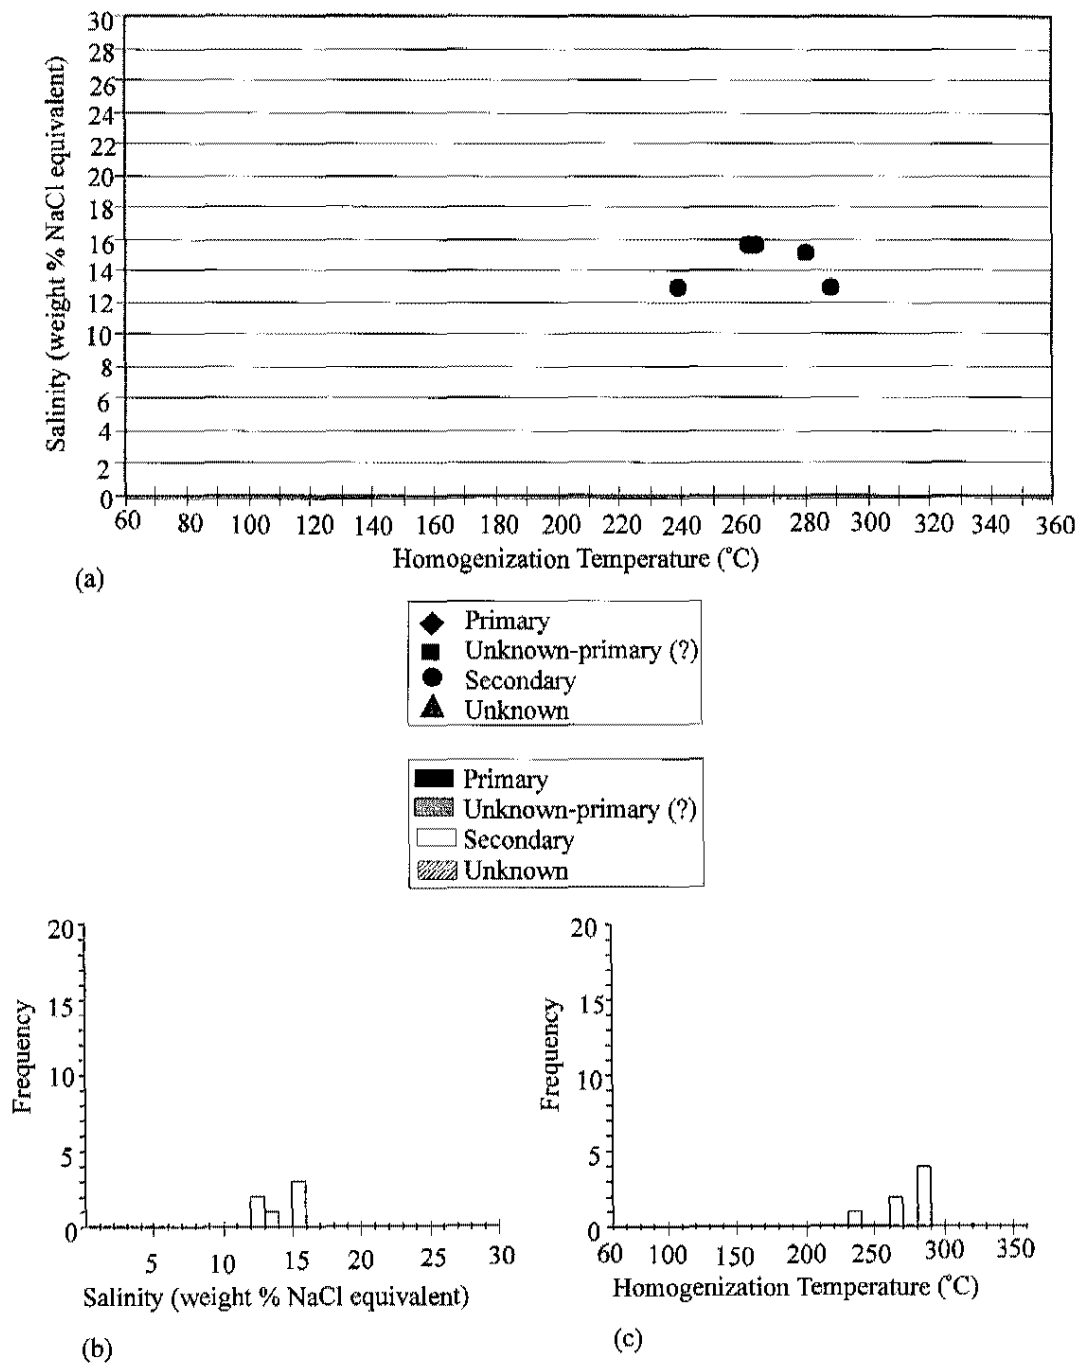 30
28
26
24
22
20
18
16
14
12
10
8
6
4
2
0
Salinity (weight % NaCl equivalent)
60 80 100 120 140 160 180 200 220 240 260 280 300 320 340 360
Homogenization Temperature (°C)
(a)
Primary
Unknown-primary (?)
Secondary
Unknown
Primary
Unknown-primary (?)
Secondary
Unknown
20
15
10
5
0
Frequency
5 10 15 20 25 30
Salinity (weight % NaCl equivalent)
(b)
20
15
10
5
0
Frequency
60 100 150 200 250 300 350
Homogenization Temperature (°C)
(c)